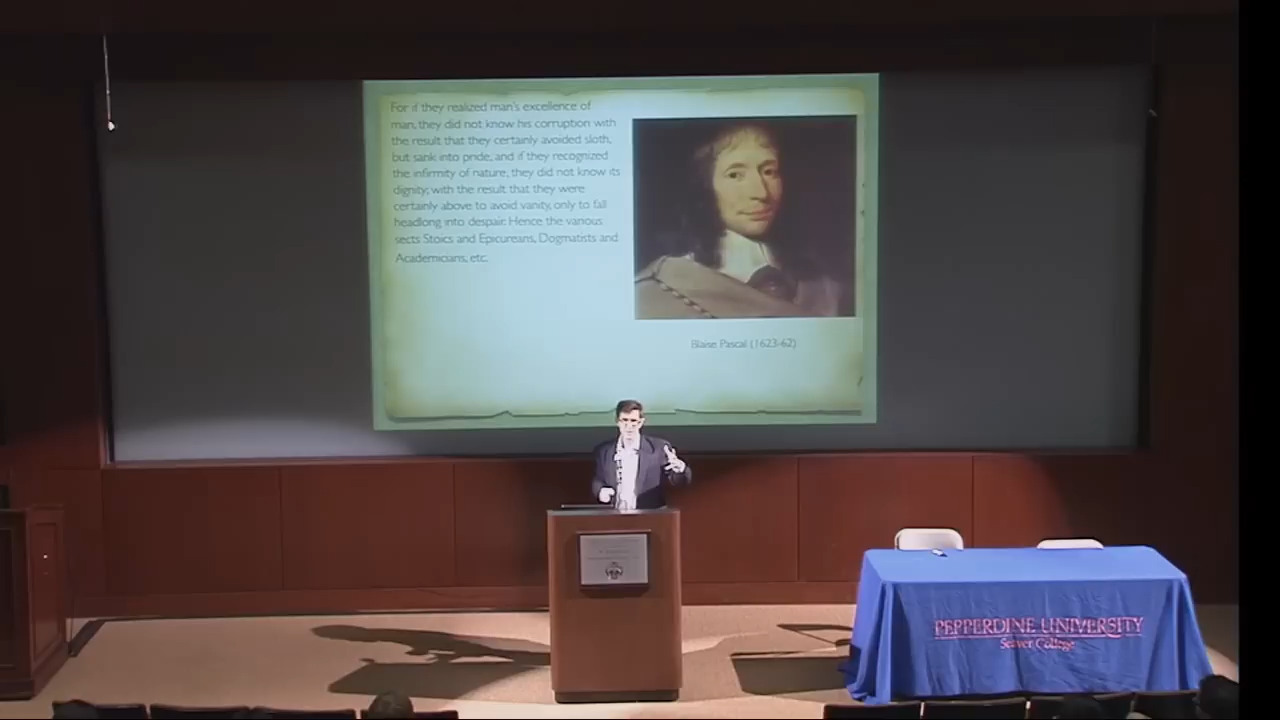 For if they realized man's excellence of
man, they did not know his corruption with
the result that they certainly avoided sloth,
but sank into pride, and if they recognized
the infirmity of nature, they did not know its
dignity, with the result that they were
certainly above to avoid vanity, only to fall
headlong into despair. Hence the various
sects Stoics and Epicureans, Dogmatists and
Academicians, etc.
Blaise Pascal (1623-62)
PEPPERDINE UNIVERSITY
Seaver College